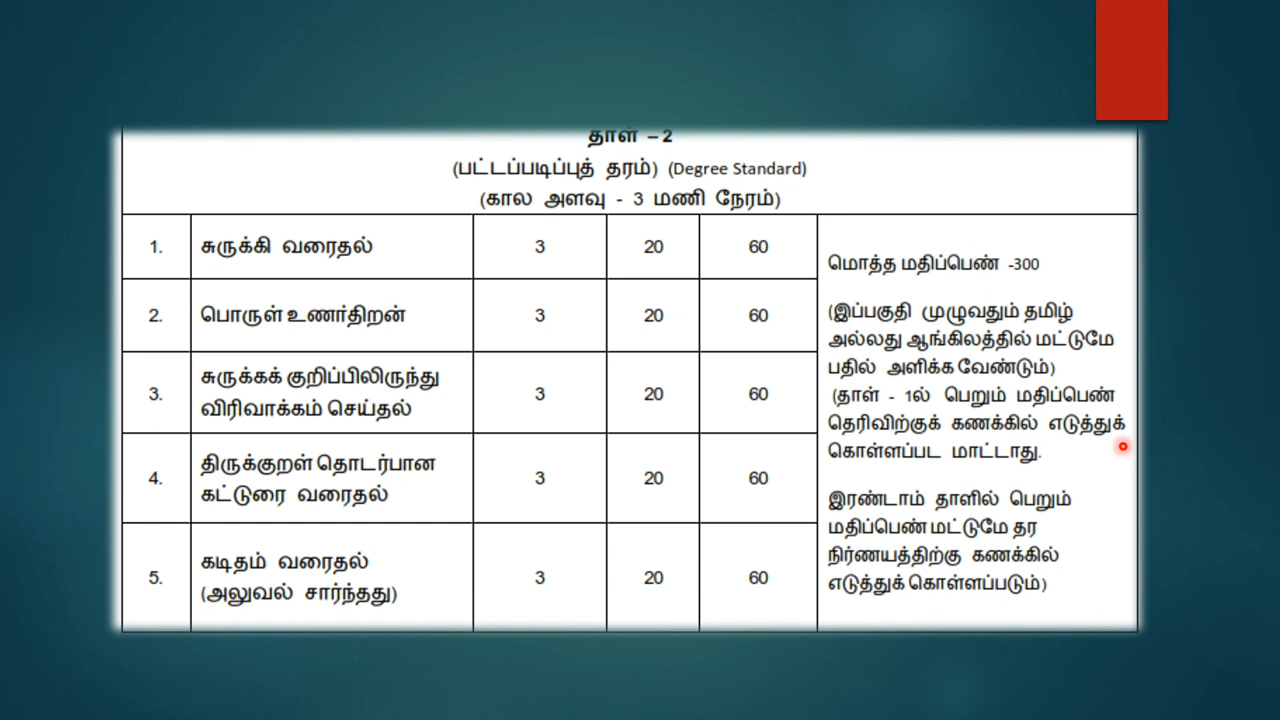 தாள் – 2
(பட்டப்படிப்புத் தரம்) (Degree Standard)
(கால அளவு - 3 மணி நேரம்)
1. சுருக்கி வரைதல் 3 20 60
2. பொருள் உணர்திறன் 3 20 60
3. சுருக்கக் குறிப்பிலிருந்து
விரிவாக்கம் செய்தல் 3 20 60
4. திருக்குறள் தொடர்பான
கட்டுரை வரைதல் 3 20 60
5. கடிதம் வரைதல்
(அலுவல் சார்ந்தது) 3 20 60
மொத்த மதிப்பெண் -300
(இப்பகுதி முழுவதும் தமிழ்
அல்லது ஆங்கிலத்தில் மட்டுமே
பதில் அளிக்க வேண்டும்)
(தாள் - 1ல் பெறும் மதிப்பெண்
தெரிவிற்குக் கணக்கில் எடுத்துக்
கொள்ளப்பட மாட்டாது.
இரண்டாம் தாளில் பெறும்
மதிப்பெண் மட்டுமே தர
நிர்ணயத்திற்கு கணக்கில்
எடுத்துக் கொள்ளப்படும்)